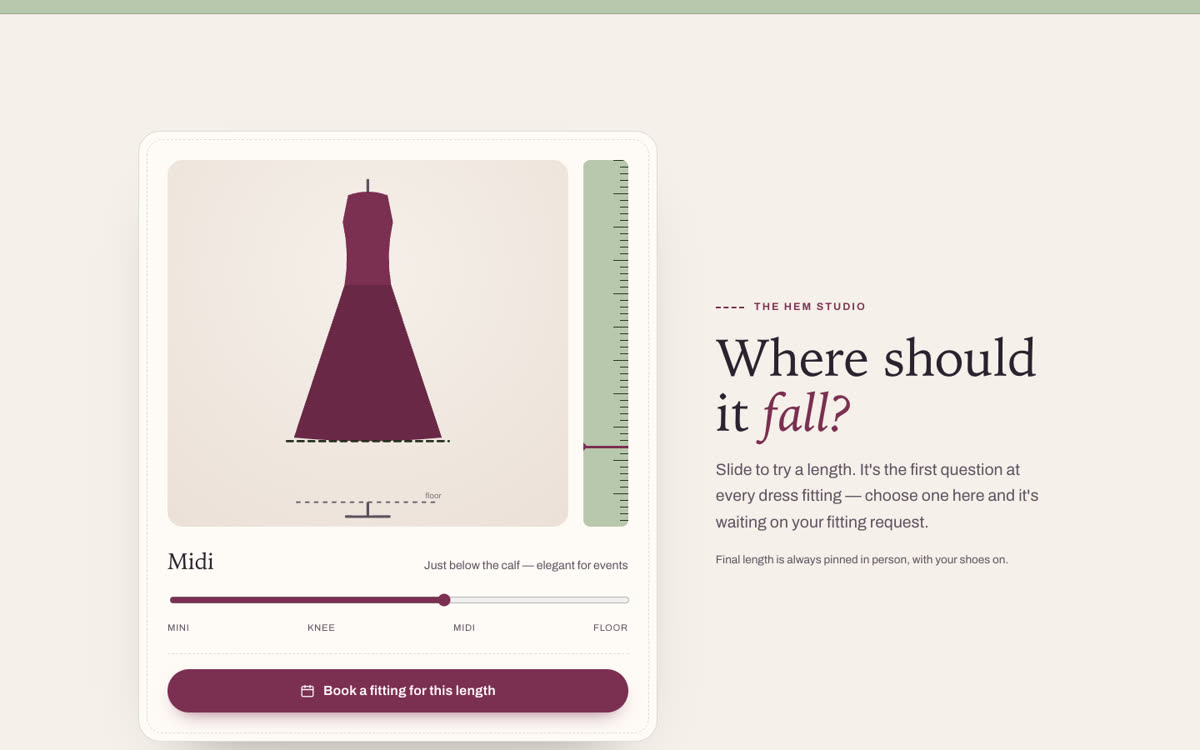 floor
Midi
Just below the calf — elegant for events
MINI
KNEE
MIDI
FLOOR
Book a fitting for this length
THE HEM STUDIO
Where should
it fall?
Slide to try a length. It's the first question at
every dress fitting — choose one here and it's
waiting on your fitting request.
Final length is always pinned in person, with your shoes on.